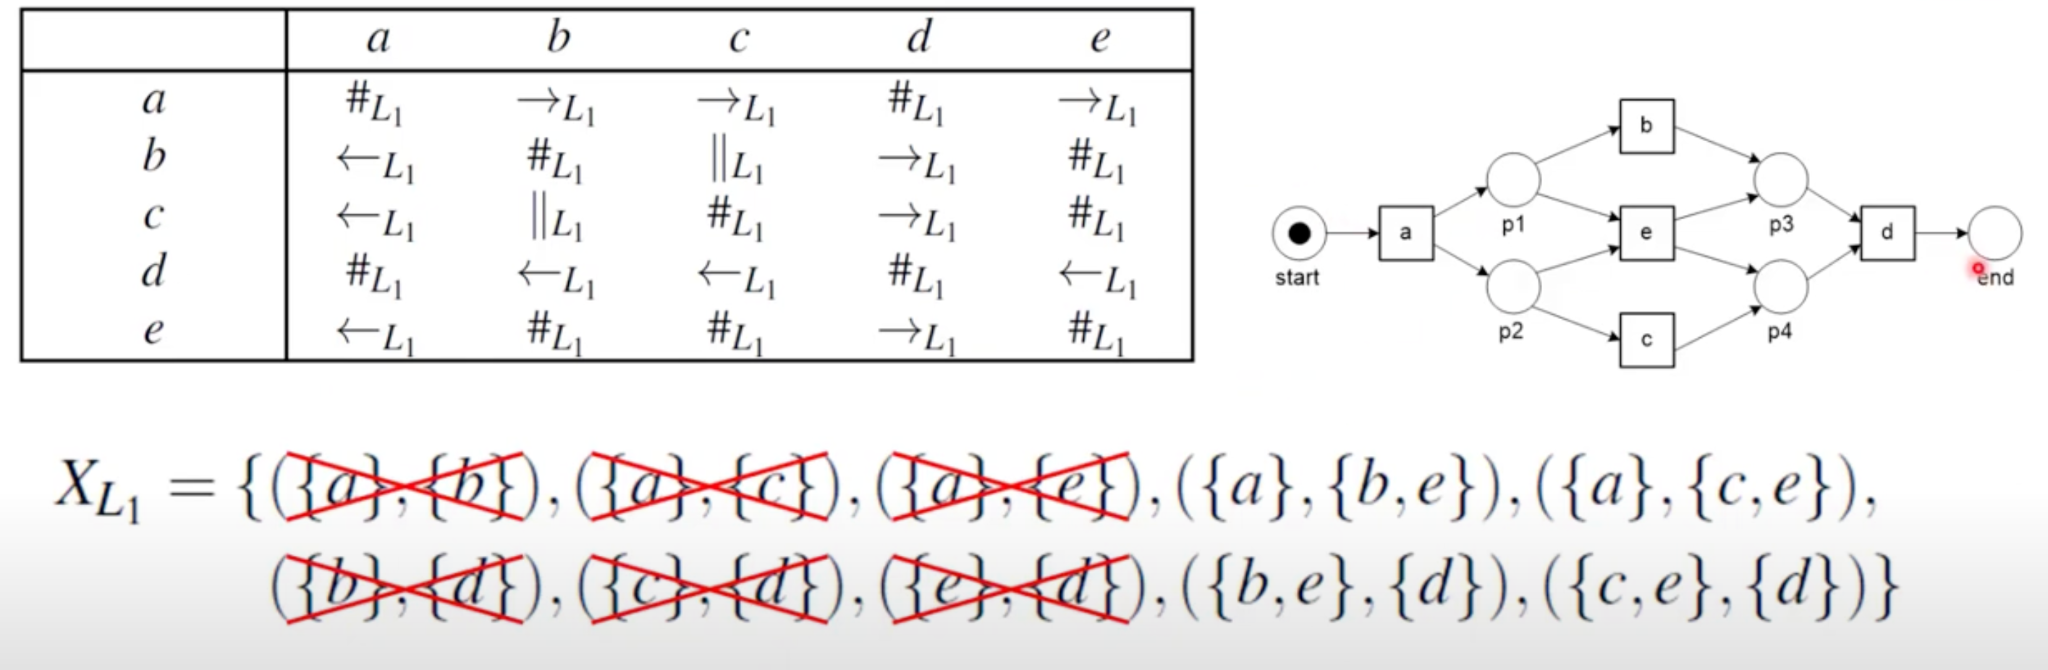 a b c d e
a #L1 →L1 →L1 #L1 →L1
b ←L1 #L1 ||L1 →L1 #L1
c ←L1 ||L1 #L1 →L1 #L1
d #L1 ←L1 ←L1 #L1 ←L1
e ←L1 #L1 #L1 →L1 #L1
b
p1
p3
start
a
e
d
end
p2
p4
c
XL1 = {({a},{b}),({a},{c}),({a},{e}),({a},{b,e}),({a},{c,e}),
({b},{d}),({c},{d}),({e},{d}),({b,e},{d}),({c,e},{d})}